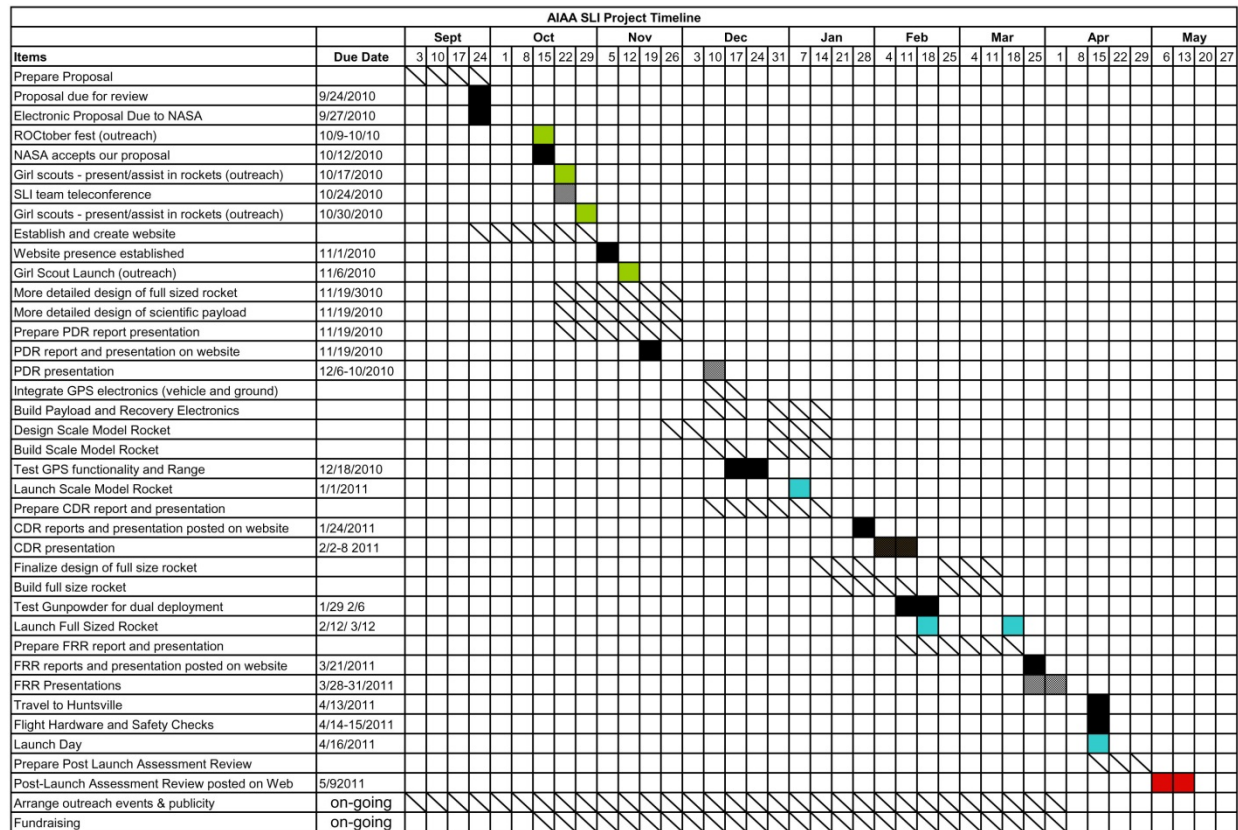 AIAA SLI Project Timeline
Sept Oct Nov Dec Jan Feb Mar Apr May
Items Due Date 3 10 17 24 1 8 15 22 29 5 12 19 26 3 10 17 24 31 7 14 21 28 4 11 18 25 4 11 18 25 1 8 15 22 29 6 13 20 27
Prepare Proposal
Proposal due for review 9/24/2010
Electronic Proposal Due to NASA 9/27/2010
ROCtober fest (outreach) 10/9-10/10
NASA accepts our proposal 10/12/2010
Girl scouts - present/assist in rockets (outreach) 10/17/2010
SLI team teleconference 10/24/2010
Girl scouts - present/assist in rockets (outreach) 10/30/2010
Establish and create website
Website presence established 11/1/2010
Girl Scout Launch (outreach) 11/6/2010
More detailed design of full sized rocket 11/19/3010
More detailed design of scientific payload 11/19/2010
Prepare PDR report presentation 11/19/2010
PDR report and presentation on website 11/19/2010
PDR presentation 12/6-10/2010
Integrate GPS electronics (vehicle and ground)
Build Payload and Recovery Electronics
Design Scale Model Rocket
Build Scale Model Rocket
Test GPS functionality and Range 12/18/2010
Launch Scale Model Rocket 1/1/2011
Prepare CDR report and presentation
CDR reports and presentation posted on website 1/24/2011
CDR presentation 2/2-8 2011
Finalize design of full size rocket
Build full size rocket
Test Gunpowder for dual deployment 1/29 2/6
Launch Full Sized Rocket 2/12/ 3/12
Prepare FRR report and presentation
FRR reports and presentation posted on website 3/21/2011
FRR Presentations 3/28-31/2011
Travel to Huntsville 4/13/2011
Flight Hardware and Safety Checks 4/14-15/2011
Launch Day 4/16/2011
Prepare Post Launch Assessment Review
Post-Launch Assessment Review posted on Web 5/92011
Arrange outreach events & publicity on-going
Fundraising on-going